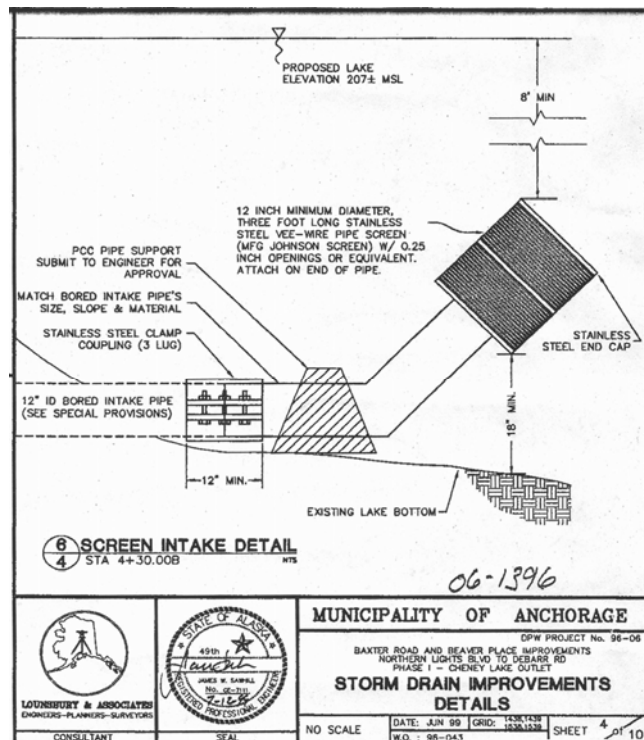 PROPOSED LAKE
ELEVATION 207± MSL
8' MIN
12 INCH MINIMUM DIAMETER,
THREE FOOT LONG STAINLESS
STEEL VEE-WIRE PIPE SCREEN
(MFG JOHNSON SCREEN) W/ 0.25
INCH OPENINGS OR EQUIVALENT.
ATTACH ON END OF PIPE.
PCC PIPE SUPPORT
SUBMIT TO ENGINEER FOR
APPROVAL
MATCH BORED INTAKE PIPE'S
SIZE, SLOPE & MATERIAL
STAINLESS STEEL CLAMP
COUPLING (3 LUG)
STAINLESS
STEEL END CAP
12" ID BORED INTAKE PIPE
(SEE SPECIAL PROVISIONS)
18" MIN.
12" MIN.
EXISTING LAKE BOTTOM
6
4
SCREEN INTAKE DETAIL
STA 4+30.00B
NTS
06-1396
LOUNSBURY & ASSOCIATES
ENGINEERS-PLANNERS-SURVEYORS
CONSULTANT
STATE OF ALASKA
49th
JAMES W. SAWHILL
REGISTERED PROFESSIONAL ENGINEER
SEAL
MUNICIPALITY OF ANCHORAGE
DPW PROJECT No. 96-06
BAXTER ROAD AND BEAVER PLACE IMPROVEMENTS
NORTHERN LIGHTS BLVD TO DEBARR RD
PHASE I - CHENEY LAKE OUTLET
STORM DRAIN IMPROVEMENTS
DETAILS
NO SCALE
DATE: JUN 99
GRID:
W.O. : 98-043
SHEET 4 of 10